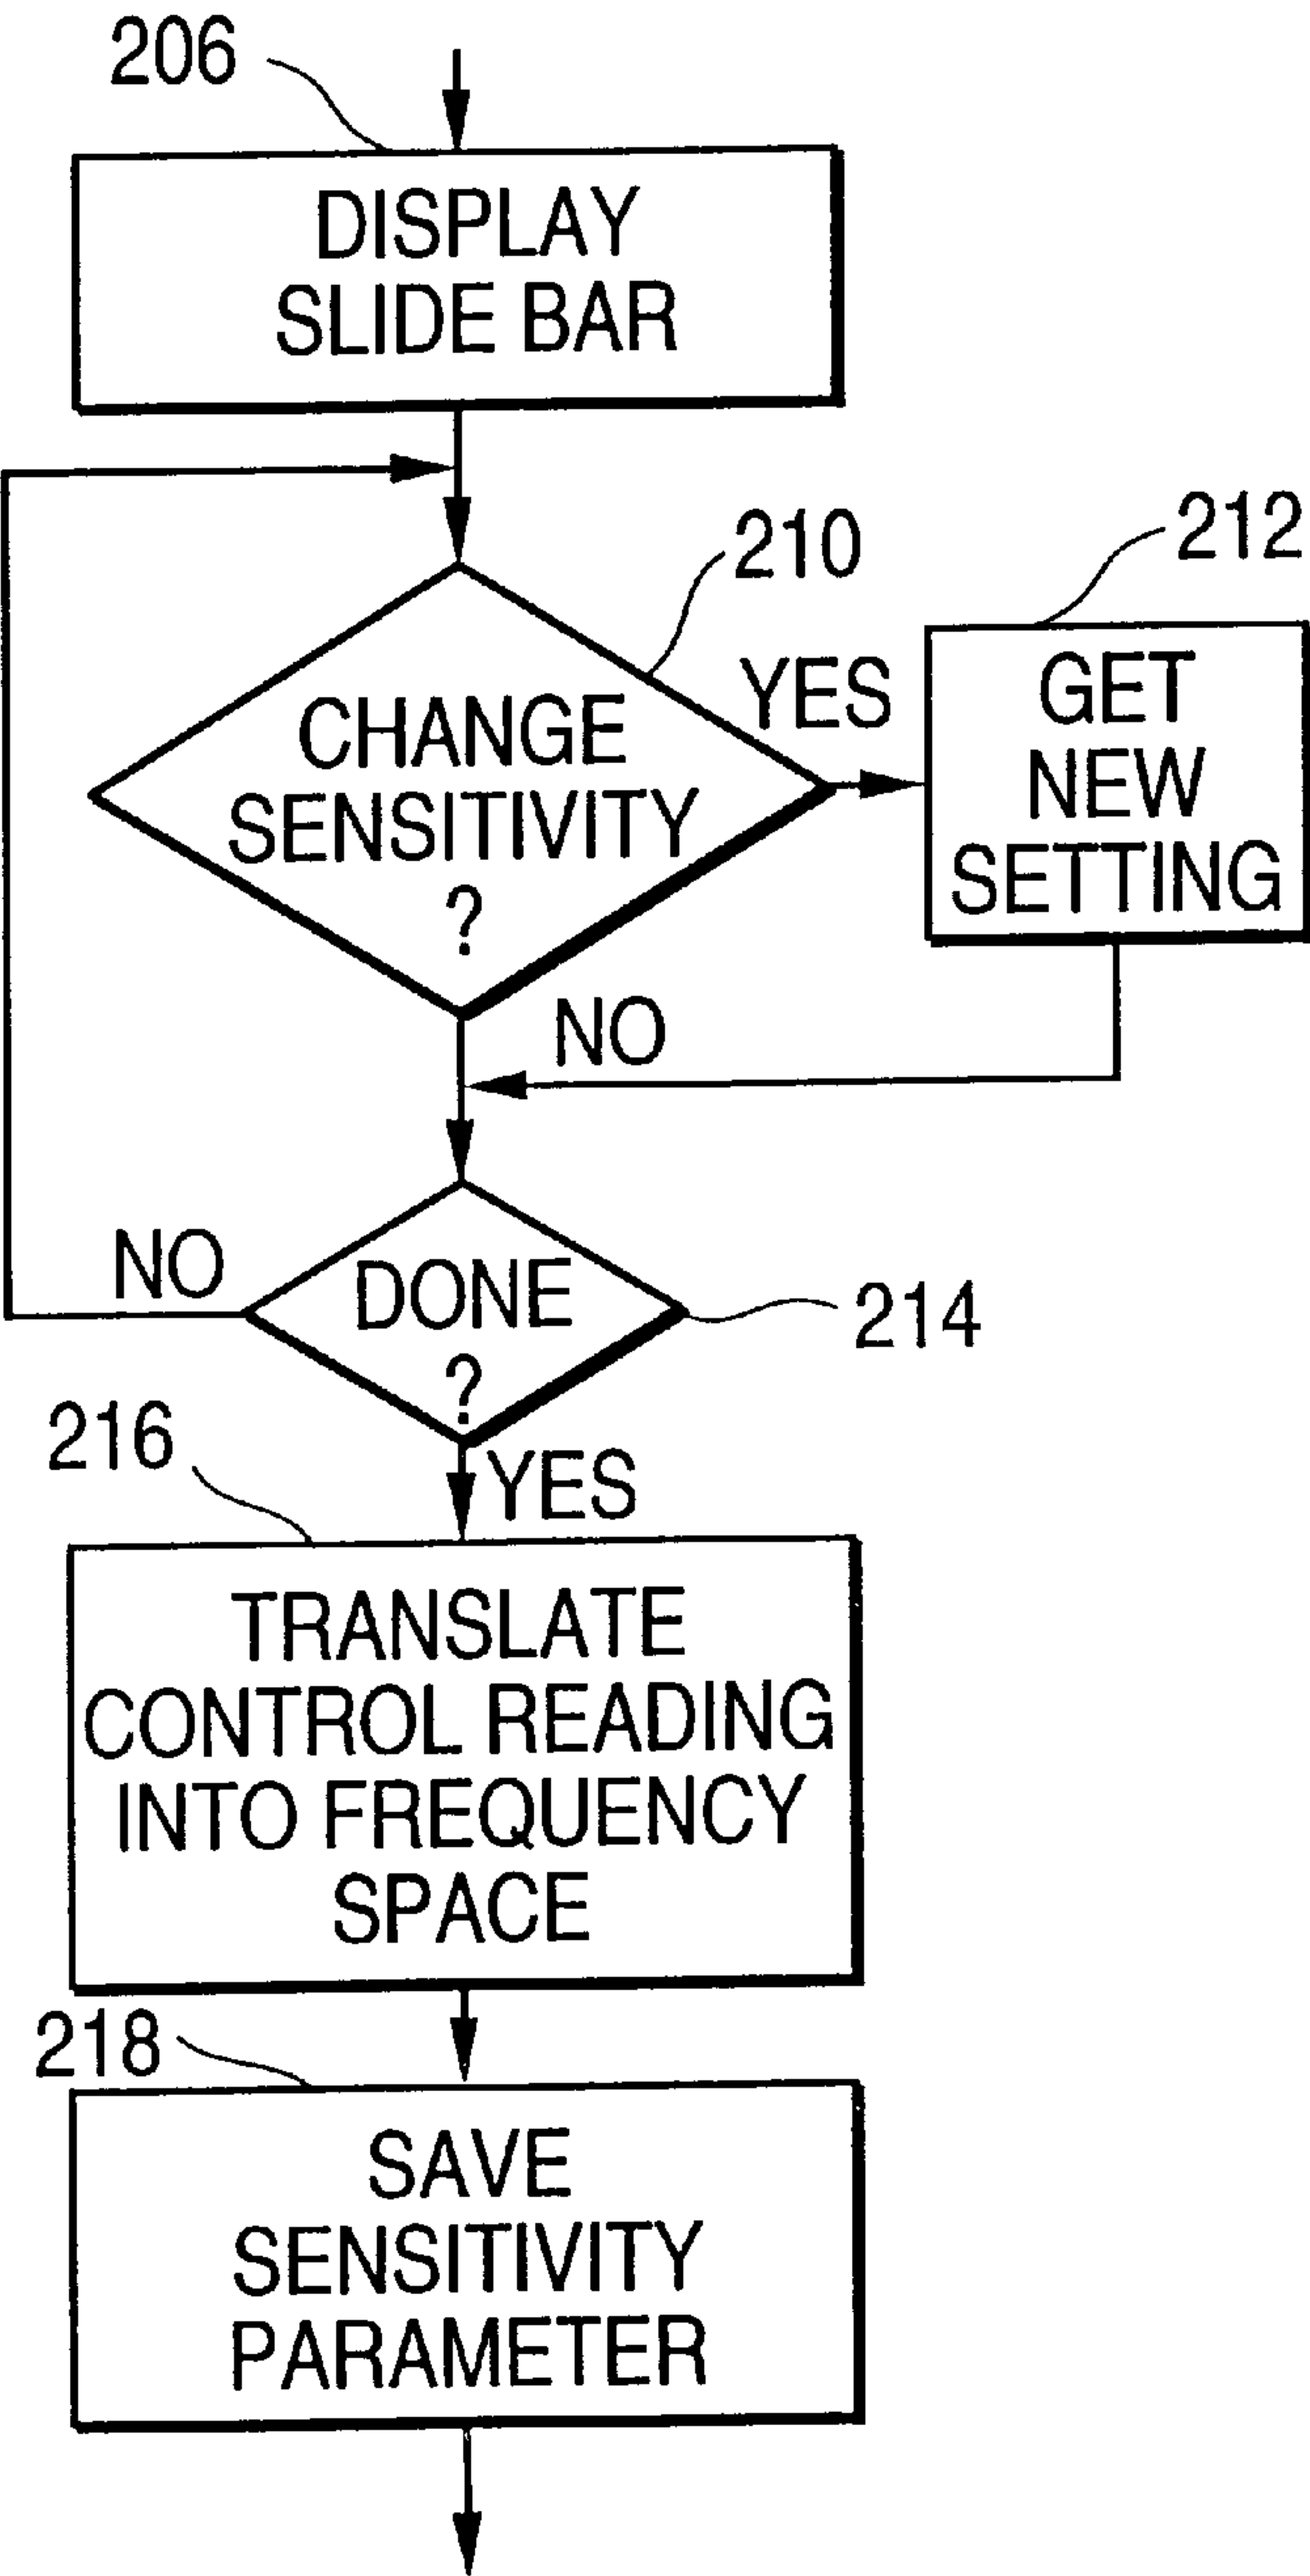 206
DISPLAY
SLIDE BAR
210
212
CHANGE
SENSITIVITY
?
YES
GET
NEW
SETTING
NO
NO
DONE
?
214
216
YES
TRANSLATE
CONTROL READING
INTO FREQUENCY
SPACE
218
SAVE
SENSITIVITY
PARAMETER